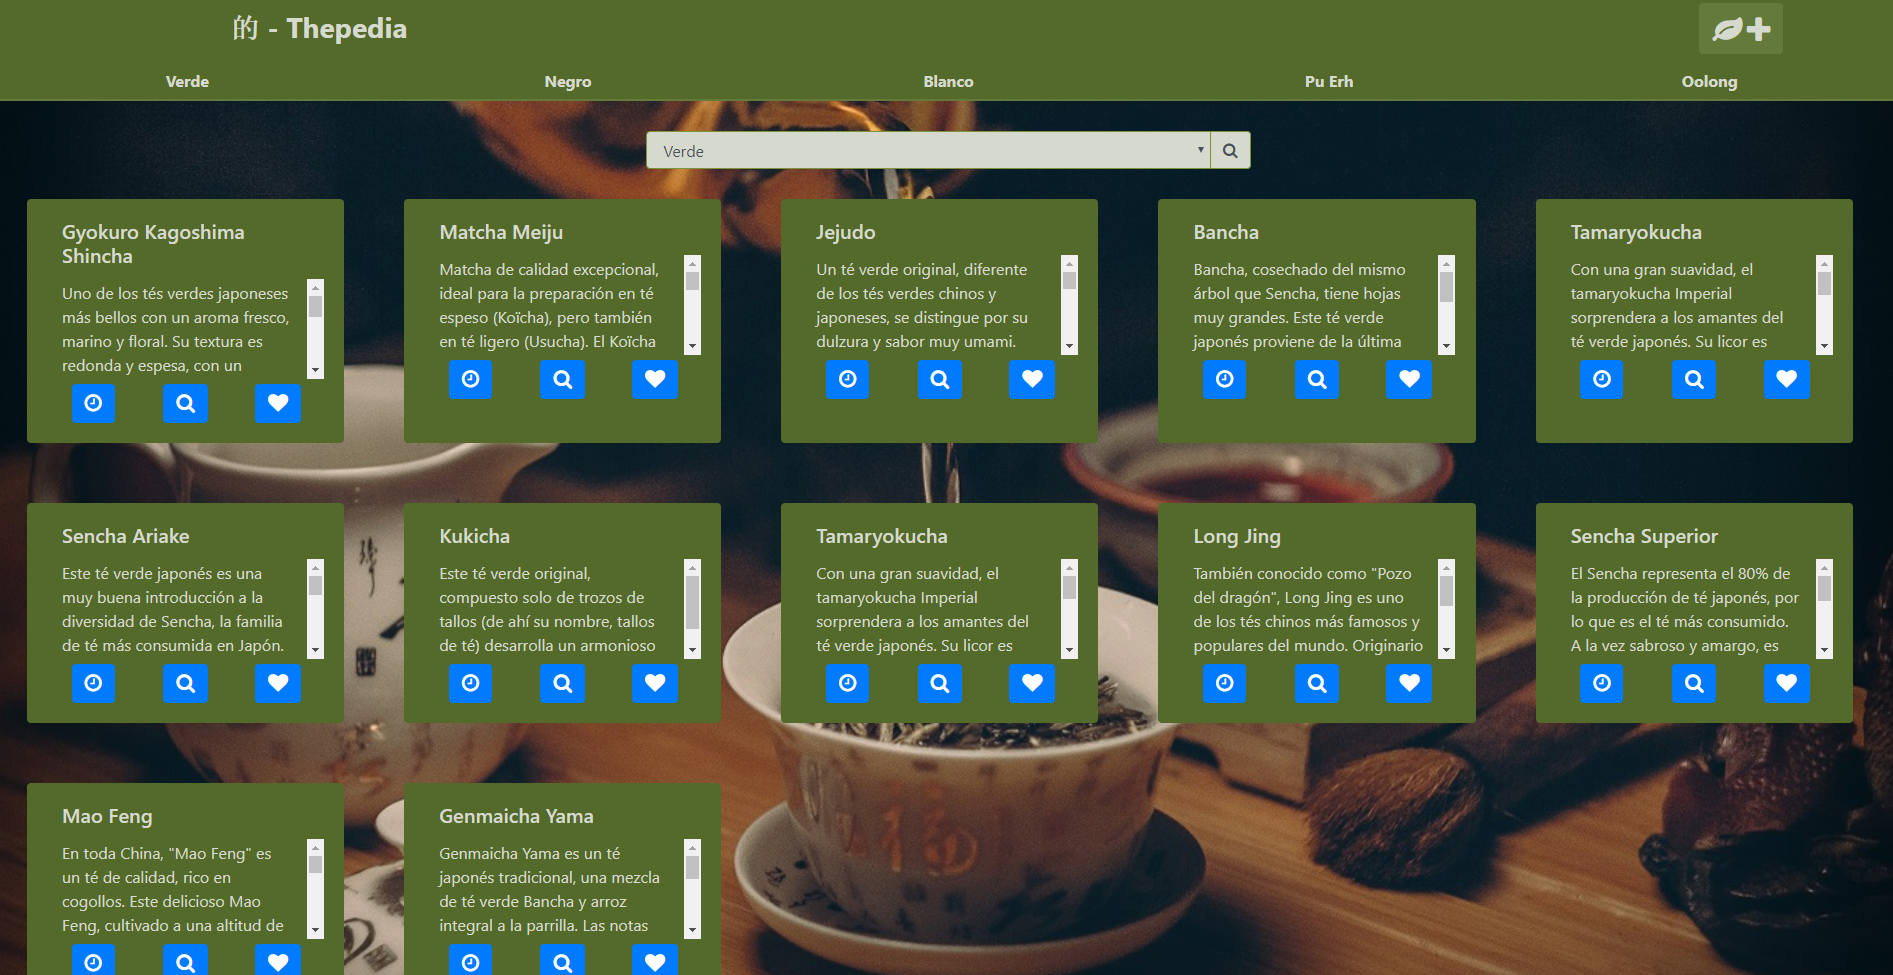 的 - Thepedia
Verde
Negro
Blanco
Pu Erh
Oolong
Verde
Gyokuro Kagoshima
Shincha
Uno de los tés verdes japoneses
más bellos con un aroma fresco,
marino y floral. Su textura es
redonda y espesa, con un
Matcha Meiju
Matcha de calidad excepcional,
ideal para la preparación en té
espeso (Koïcha), pero también
en té ligero (Usucha). El Koïcha
Jejudo
Un té verde original, diferente
de los tés verdes chinos y
japoneses, se distingue por su
dulzura y sabor muy umami.
Bancha
Bancha, cosechado del mismo
árbol que Sencha, tiene hojas
muy grandes. Este té verde
japonés proviene de la última
Tamaryokucha
Con una gran suavidad, el
tamaryokucha Imperial
sorprendera a los amantes del
té verde japonés. Su licor es
Sencha Ariake
Este té verde japonés es una
muy buena introducción a la
diversidad de Sencha, la familia
de té más consumida en Japón.
Kukicha
Este té verde original,
compuesto solo de trozos de
tallos (de ahí su nombre, tallos
de té) desarrolla un armonioso
Tamaryokucha
Con una gran suavidad, el
tamaryokucha Imperial
sorprendera a los amantes del
té verde japonés. Su licor es
Long Jing
También conocido como "Pozo
del dragón", Long Jing es uno
de los tés chinos más famosos y
populares del mundo. Originario
Sencha Superior
El Sencha representa el 80% de
la producción de té japonés, por
lo que es el té más consumido.
A la vez sabroso y amargo, es
Mao Feng
En toda China, "Mao Feng" es
un té de calidad, rico en
cogollos. Este delicioso Mao
Feng, cultivado a una altitud de
Genmaicha Yama
Genmaicha Yama es un té
japonés tradicional, una mezcla
de té verde Bancha y arroz
integral a la parrilla. Las notas